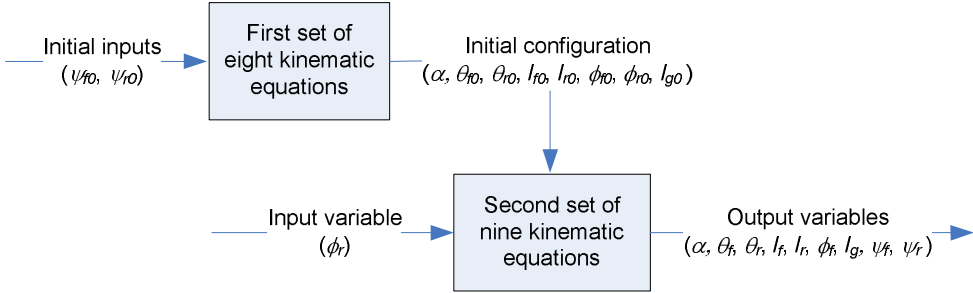 Initial inputs
(ψf0, ψr0)
First set of
eight kinematic
equations
Initial configuration
(α, θf0, θr0, lf0, lr0, ϕf0, ϕr0, lg0)
Input variable
(ϕr)
Second set of
nine kinematic
equations
Output variables
(α, θf, θr, lf, lr, ϕf, lg, ψf, ψr)